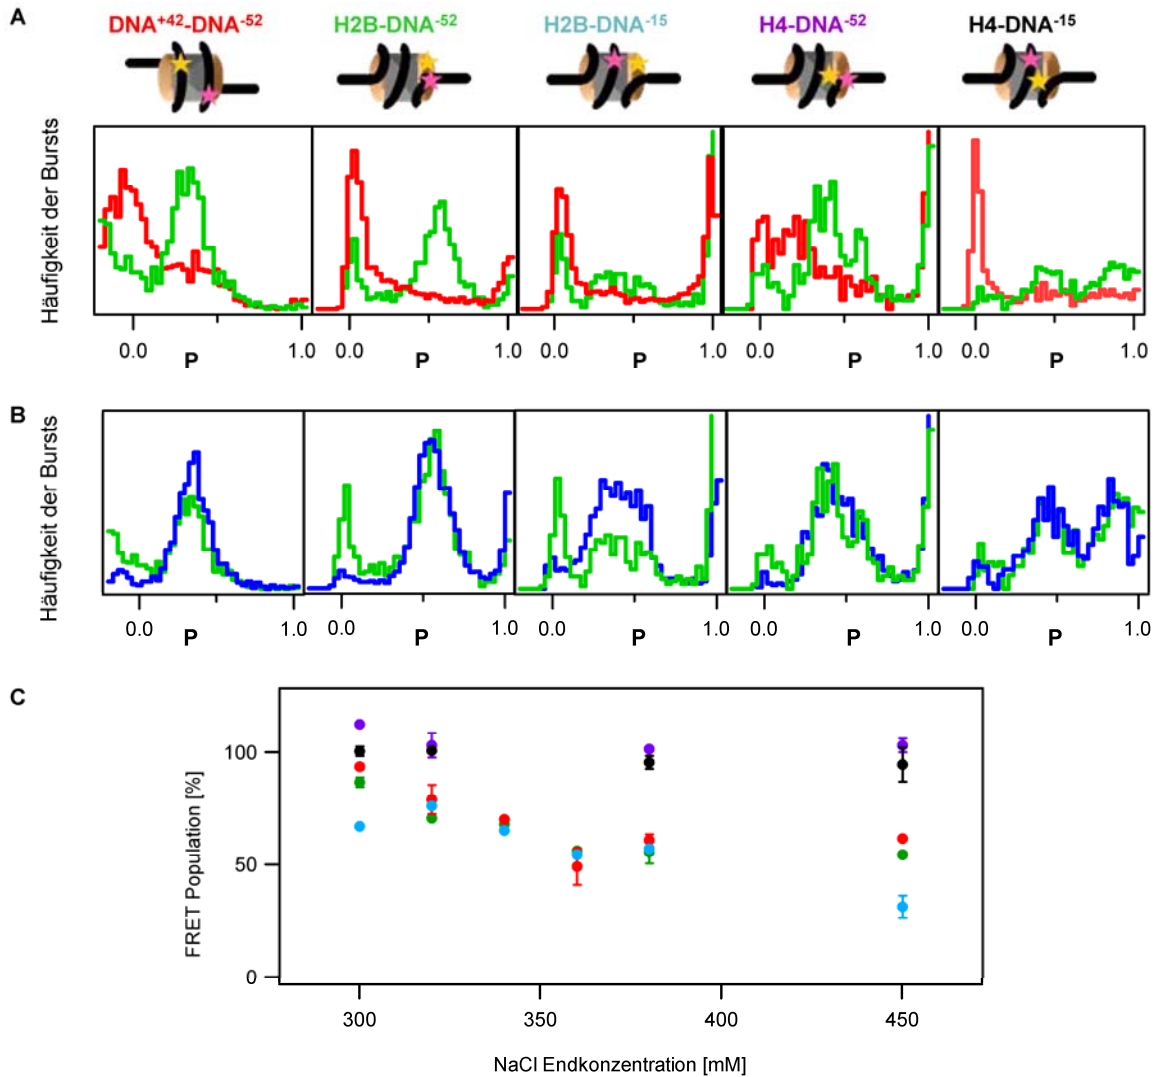 A
DNA+42-DNA-52 H2B-DNA-52 H2B-DNA-15 H4-DNA-52 H4-DNA-15
Häufigkeit der Bursts
0.0 P 1.0 0.0 P 1.0 0.0 P 1.0 0.0 P 1.0 0.0 P 1.0
B
Häufigkeit der Bursts
0.0 P 1.0 0.0 P 1.0 0.0 P 1.0 0.0 P 1.0 0.0 P 1.0
C
FRET Population [%]
100
50
0
300 350 400 450
NaCl Endkonzentration [mM]